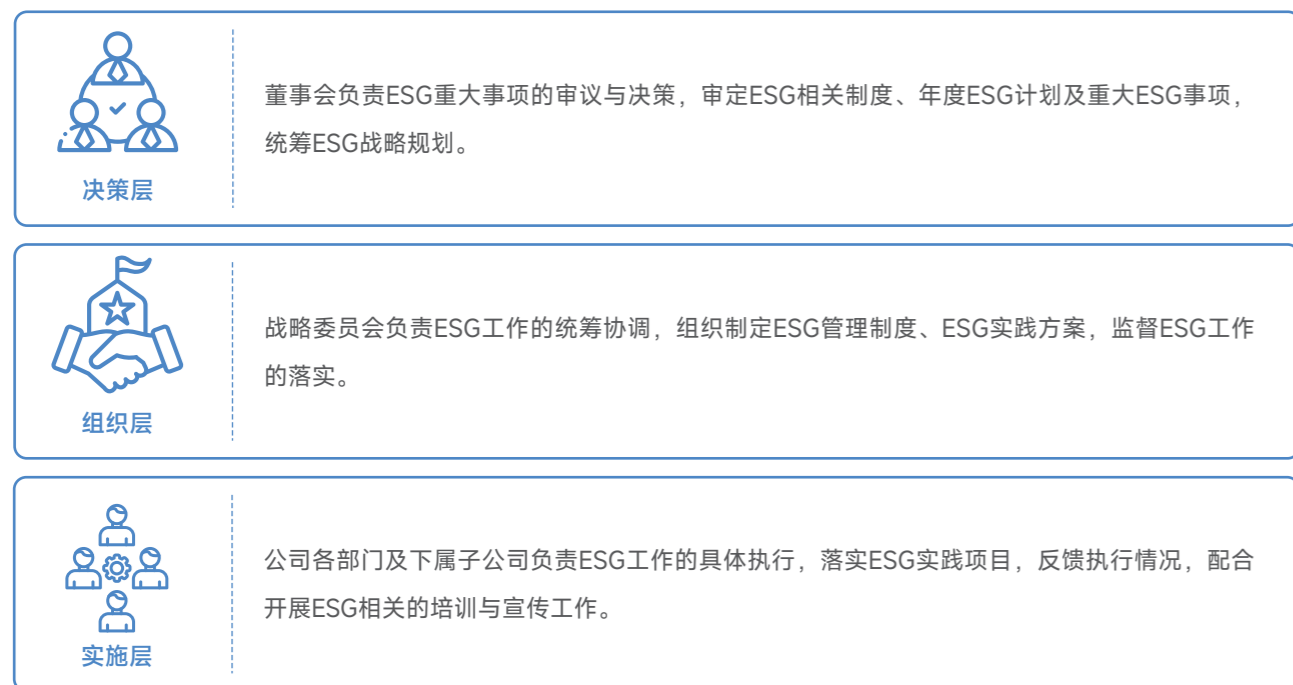 董事会负责ESG重大事项的审议与决策，审定ESG相关制度、年度ESG计划及重大ESG事项，
统筹ESG战略规划。
决策层
战略委员会负责ESG工作的统筹协调，组织制定ESG管理制度、ESG实践方案，监督ESG工作
的落实。
组织层
公司各部门及下属子公司负责ESG工作的具体执行，落实ESG实践项目，反馈执行情况，配合
开展ESG相关的培训与宣传工作。
实施层